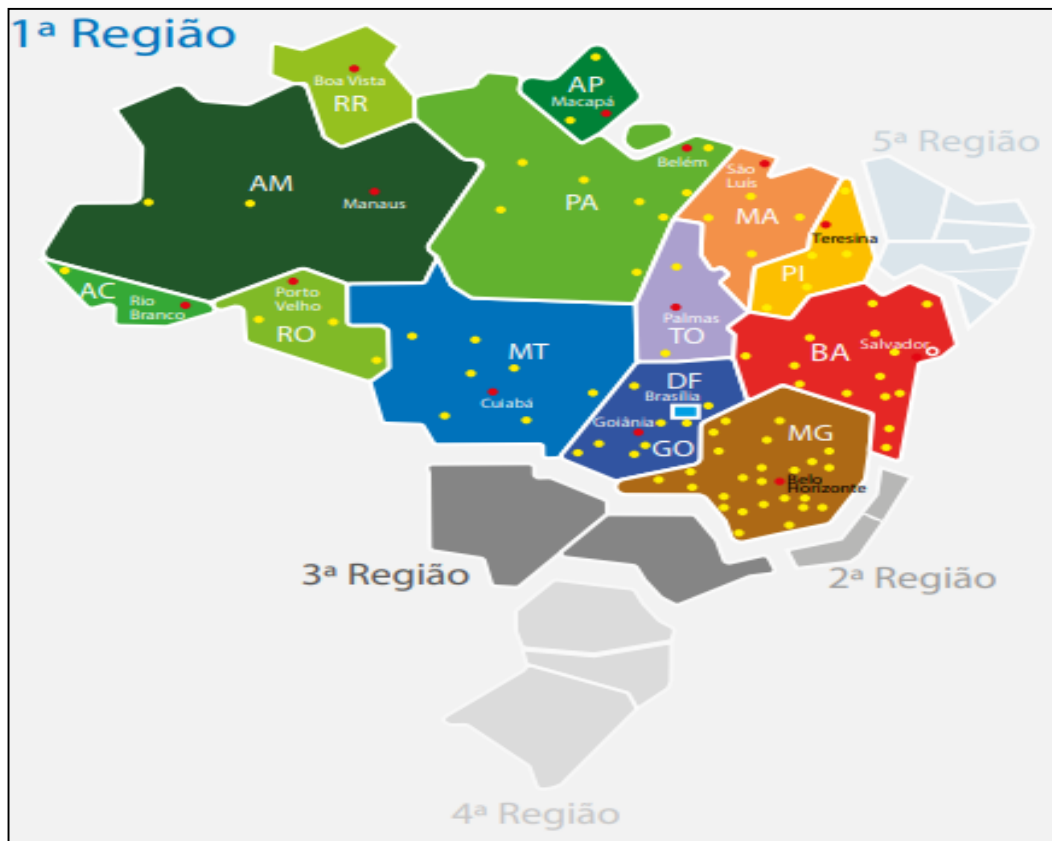 1ª Região
Boa Vista
RR
AP
Macapá
5ª Região
Belém
São
Luís
AM
Manaus
PA
MA
Teresina
PI
AC
Rio
Branco
Porto
Velho
RO
Palmas
TO
MT
Cuiabá
BA
Salvador
DF
Brasília
Goiânia
GO
MG
Belo
Horizonte
3ª Região
2ª Região
4ª Região